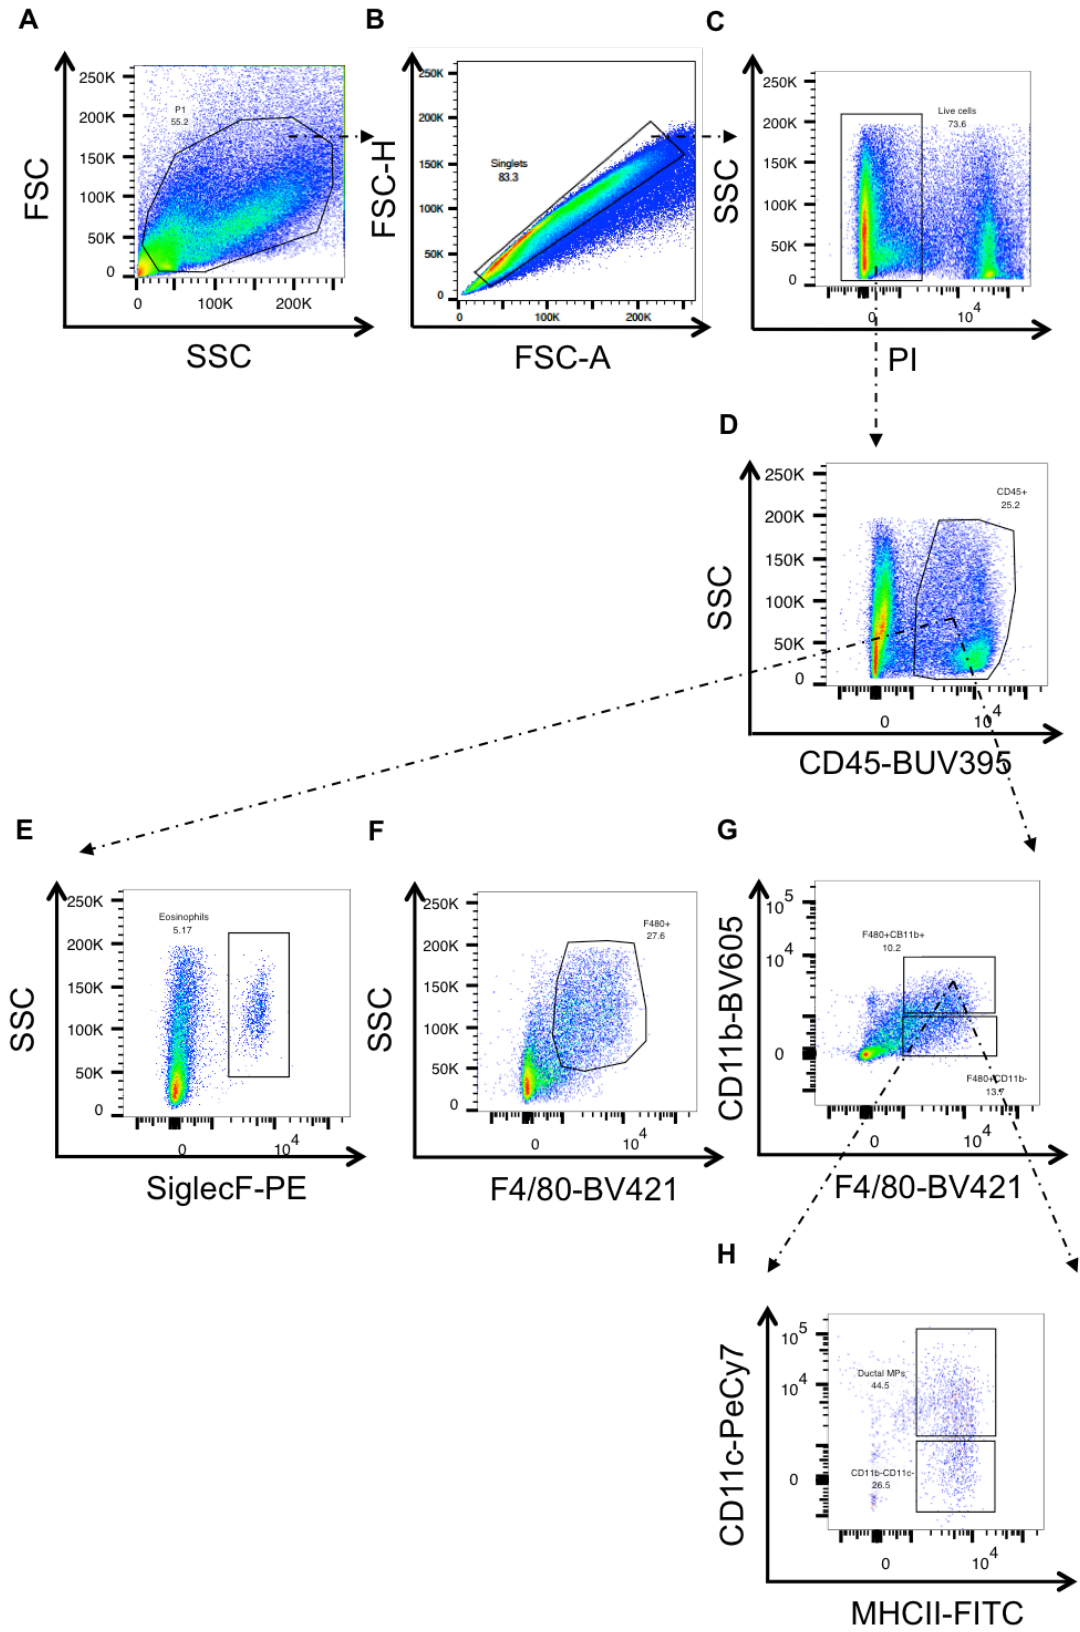 A
B
C
250K
200K
150K
100K
50K
0
P1
55.2
0
100K
200K
FSC
SSC
250K
200K
150K
100K
50K
0
Singlets
83.3
0
100K
200K
FSC-H
FSC-A
250K
200K
150K
100K
50K
0
Live cells
73.6
0
10^4
SSC
PI
D
250K
200K
150K
100K
50K
0
CD45+
25.2
0
10^4
SSC
CD45-BUV395
E
F
G
250K
200K
150K
100K
50K
0
Eosinophils
5.17
0
10^4
SSC
SiglecF-PE
250K
200K
150K
100K
50K
0
F480+
27.6
0
10^4
SSC
F4/80-BV421
10^5
10^4
0
F480+CB11b+
10.2
F480+CD11b-
13.7
0
10^4
CD11b-BV605
F4/80-BV421
H
10^5
10^4
0
Ductal MPs
44.5
CD11b-CD11c-
26.5
0
10^4
CD11c-PeCy7
MHCII-FITC